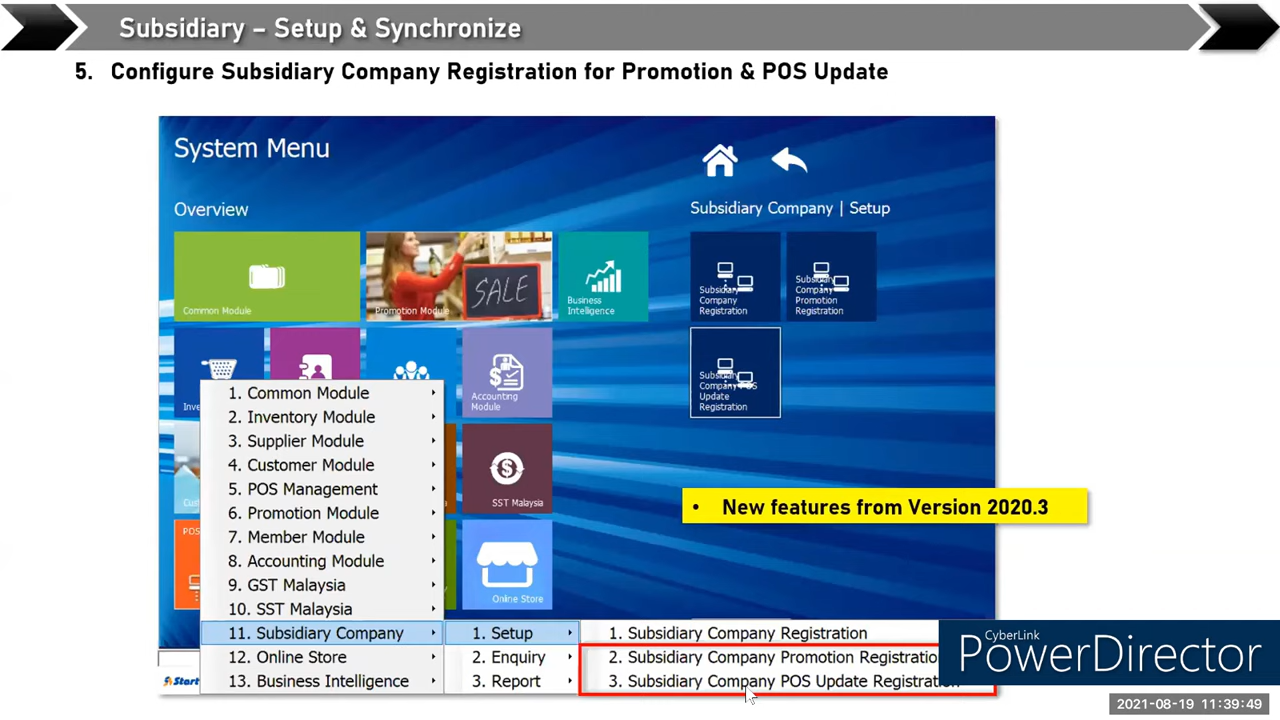 Subsidiary – Setup & Synchronize
5. Configure Subsidiary Company Registration for Promotion & POS Update
System Menu
Overview
Subsidiary Company | Setup
Common Module
Promotion Module
SALE
Business
Intelligence
Subsidiary
Company
Registration
Subsidiary
Company
Promotion
Registration
Accounting
Module
Subsidiary
Company POS
Update
Registration
SST Malaysia
POS
Online Store
• New features from Version 2020.3
1. Common Module
2. Inventory Module
3. Supplier Module
4. Customer Module
5. POS Management
6. Promotion Module
7. Member Module
8. Accounting Module
9. GST Malaysia
10. SST Malaysia
11. Subsidiary Company
12. Online Store
13. Business Intelligence
1. Setup
2. Enquiry
3. Report
1. Subsidiary Company Registration
2. Subsidiary Company Promotion Registratio
3. Subsidiary Company POS Update Registration
Start
CyberLink
PowerDirector
2021-08-19 11:39:49